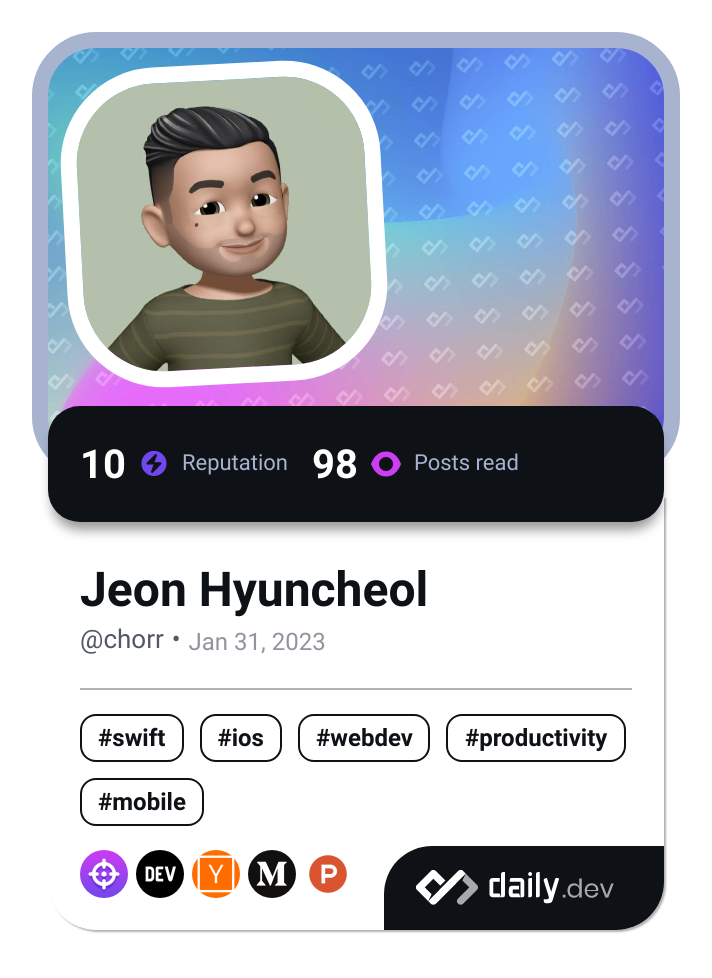 10 Reputation 98 Posts read
Jeon Hyuncheol
@chorr • Jan 31, 2023
#swift #ios #webdev #productivity
#mobile
DEV Y M P daily.dev